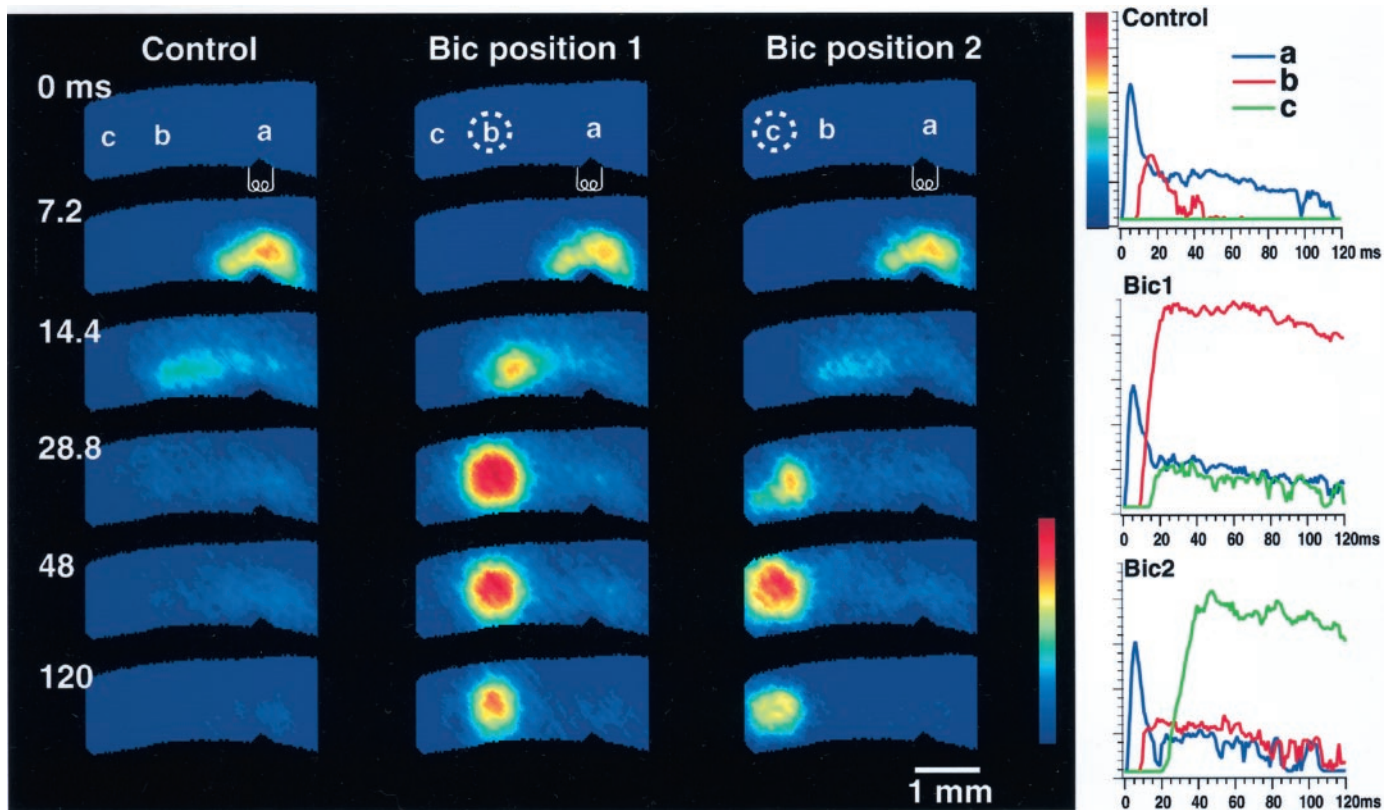 Control
Bic position 1
Bic position 2
0 ms
c b a
c b a
c b a
7.2
14.4
28.8
48
120
1 mm
Control
a
b
c
0 20 40 60 80 100 120 ms
Bic1
0 20 40 60 80 100 120ms
Bic2
0 20 40 60 80 100 120ms